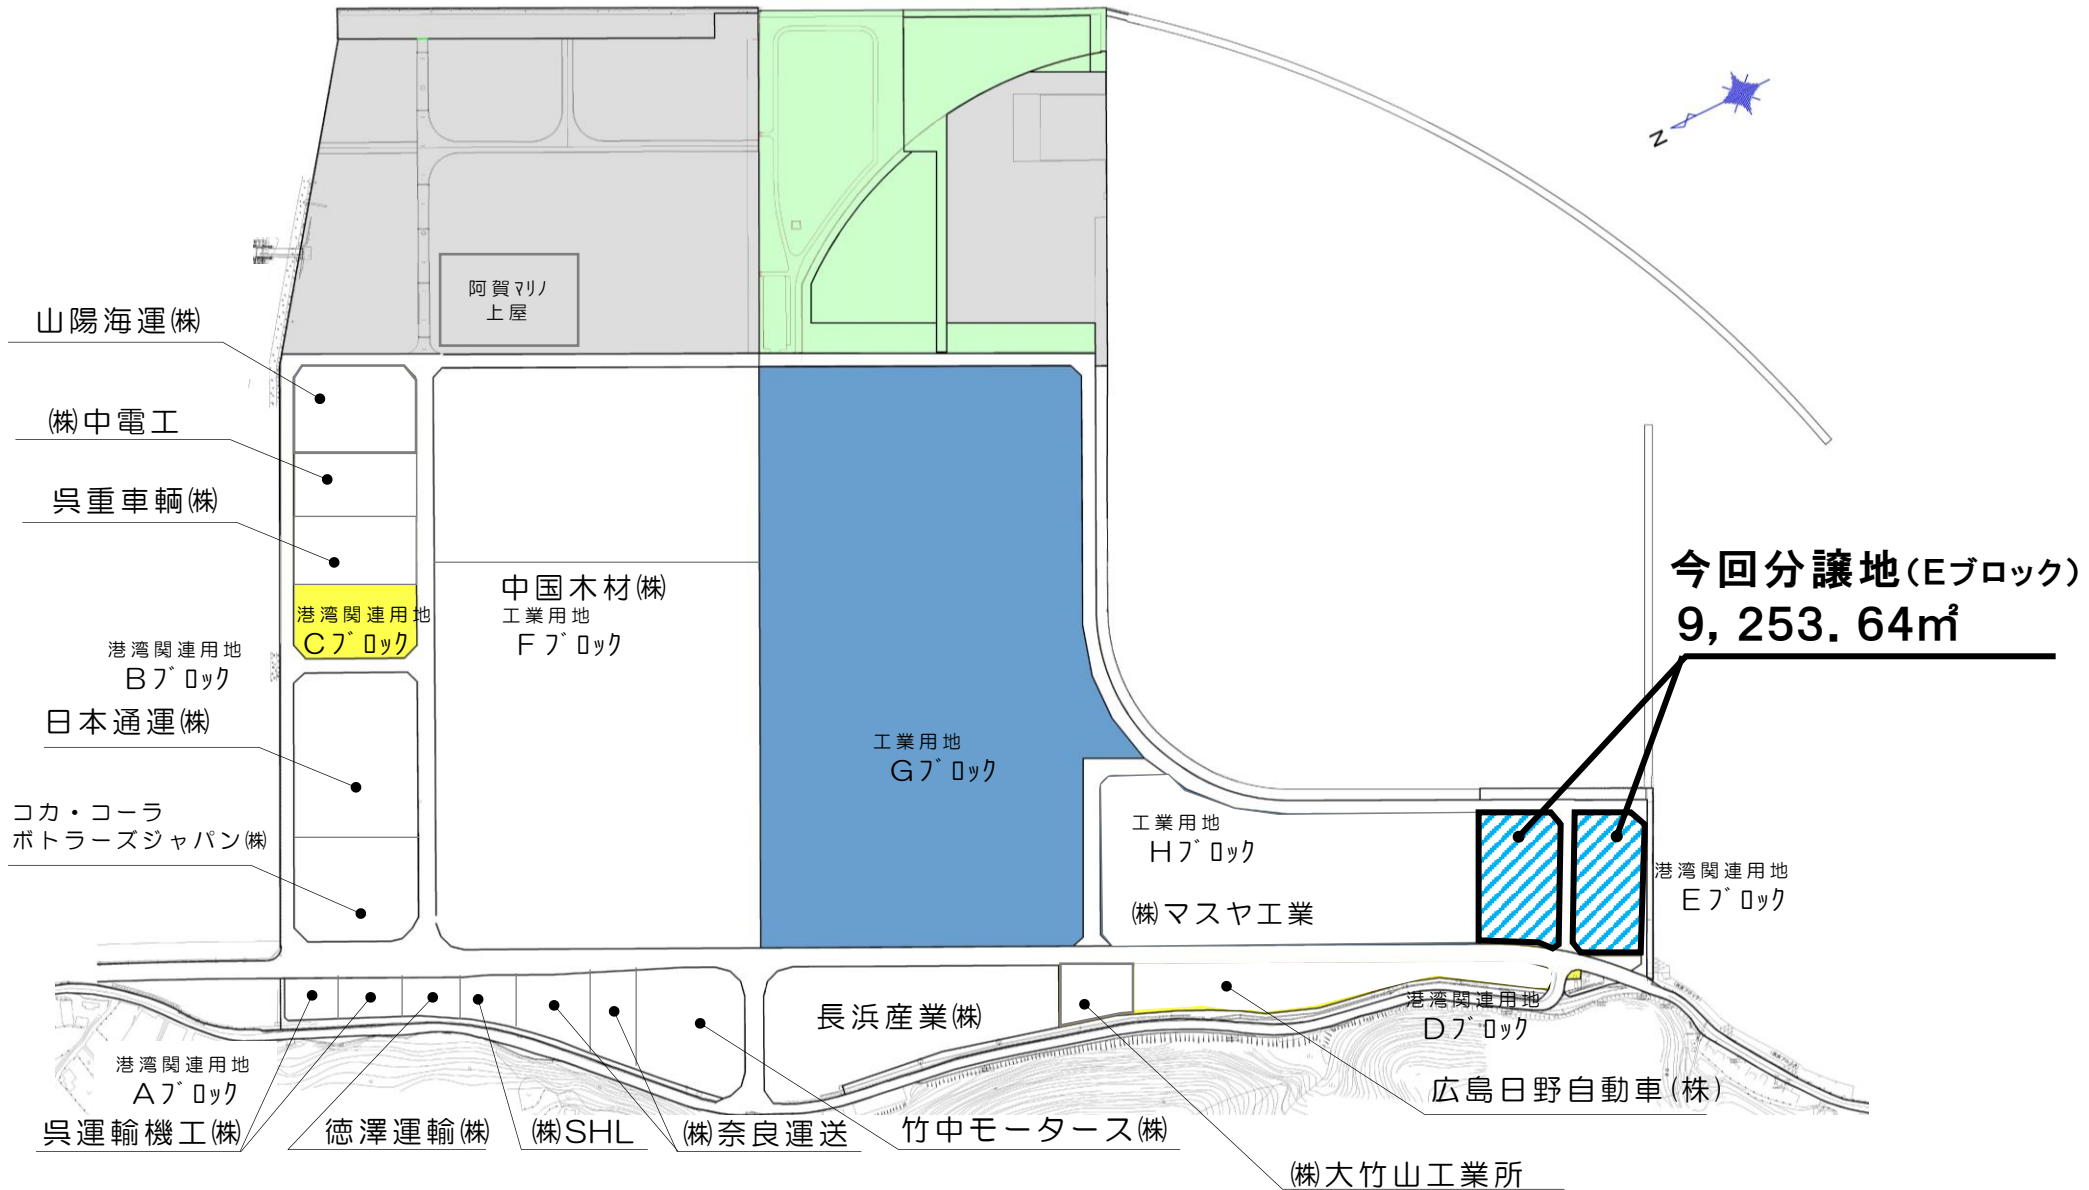 N
阿賀ﾏﾘﾉ
上屋
山陽海運㈱
㈱中電工
呉重車輌㈱
港湾関連用地
Cﾌﾞﾛｯｸ
港湾関連用地
Bﾌﾞﾛｯｸ
日本通運㈱
コカ・コーラ
ボトラーズジャパン㈱
中国木材㈱
工業用地
Fﾌﾞﾛｯｸ
工業用地
Gﾌﾞﾛｯｸ
今回分譲地(Eブロック)
9,253.64㎡
工業用地
Hﾌﾞﾛｯｸ
㈱マスヤ工業
港湾関連用地
Eﾌﾞﾛｯｸ
長浜産業㈱
港湾関連用地
Dﾌﾞﾛｯｸ
港湾関連用地
Aﾌﾞﾛｯｸ
呉運輸機工㈱
徳澤運輸㈱
㈱SHL
㈱奈良運送
竹中モータース㈱
広島日野自動車(株)
㈱大竹山工業所